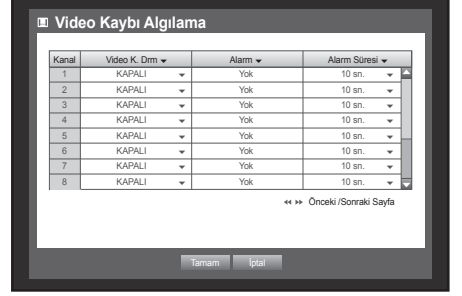 Video Kaybı Algılama
Kanal Video K. Drm Alarm Alarm Süresi
1 KAPALI Yok 10 sn.
2 KAPALI Yok 10 sn.
3 KAPALI Yok 10 sn.
4 KAPALI Yok 10 sn.
5 KAPALI Yok 10 sn.
6 KAPALI Yok 10 sn.
7 KAPALI Yok 10 sn.
8 KAPALI Yok 10 sn.
Önceki /Sonraki Sayfa
Tamam İptal